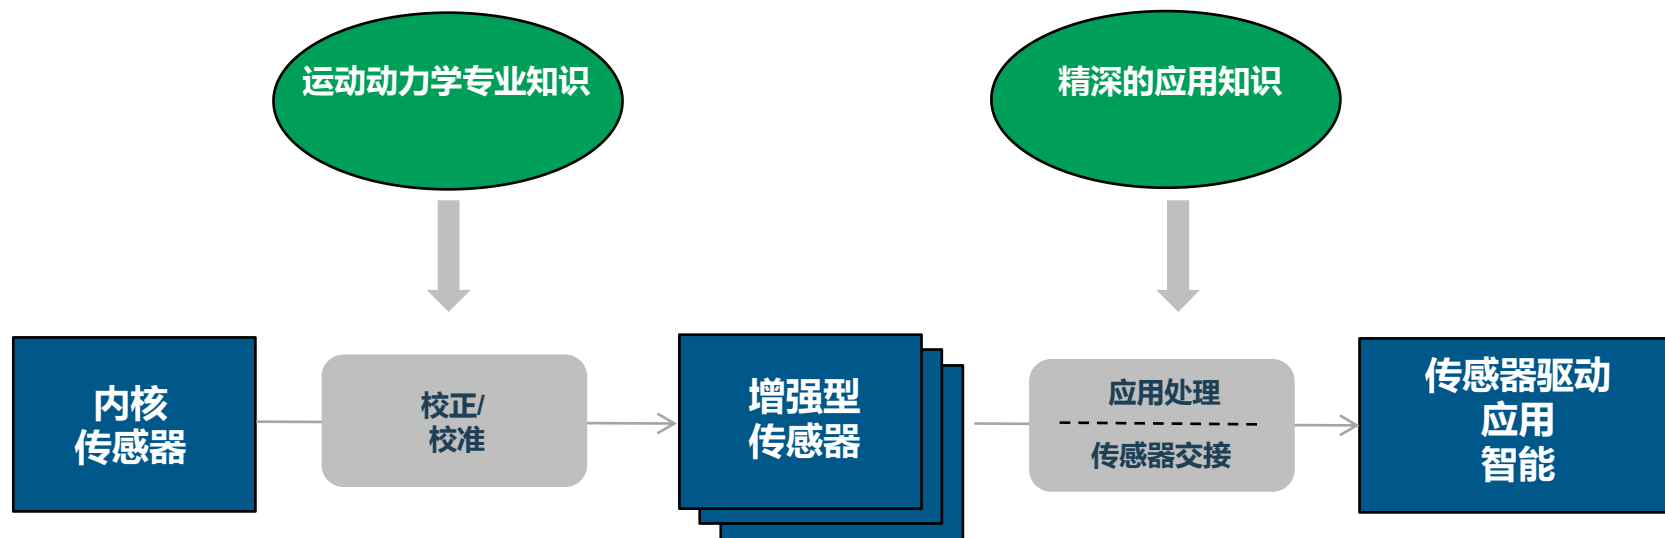 运动动力学专业知识
精深的应用知识
内核
传感器
校正/
校准
增强型
传感器
应用处理
传感器交接
传感器驱动
应用
智能